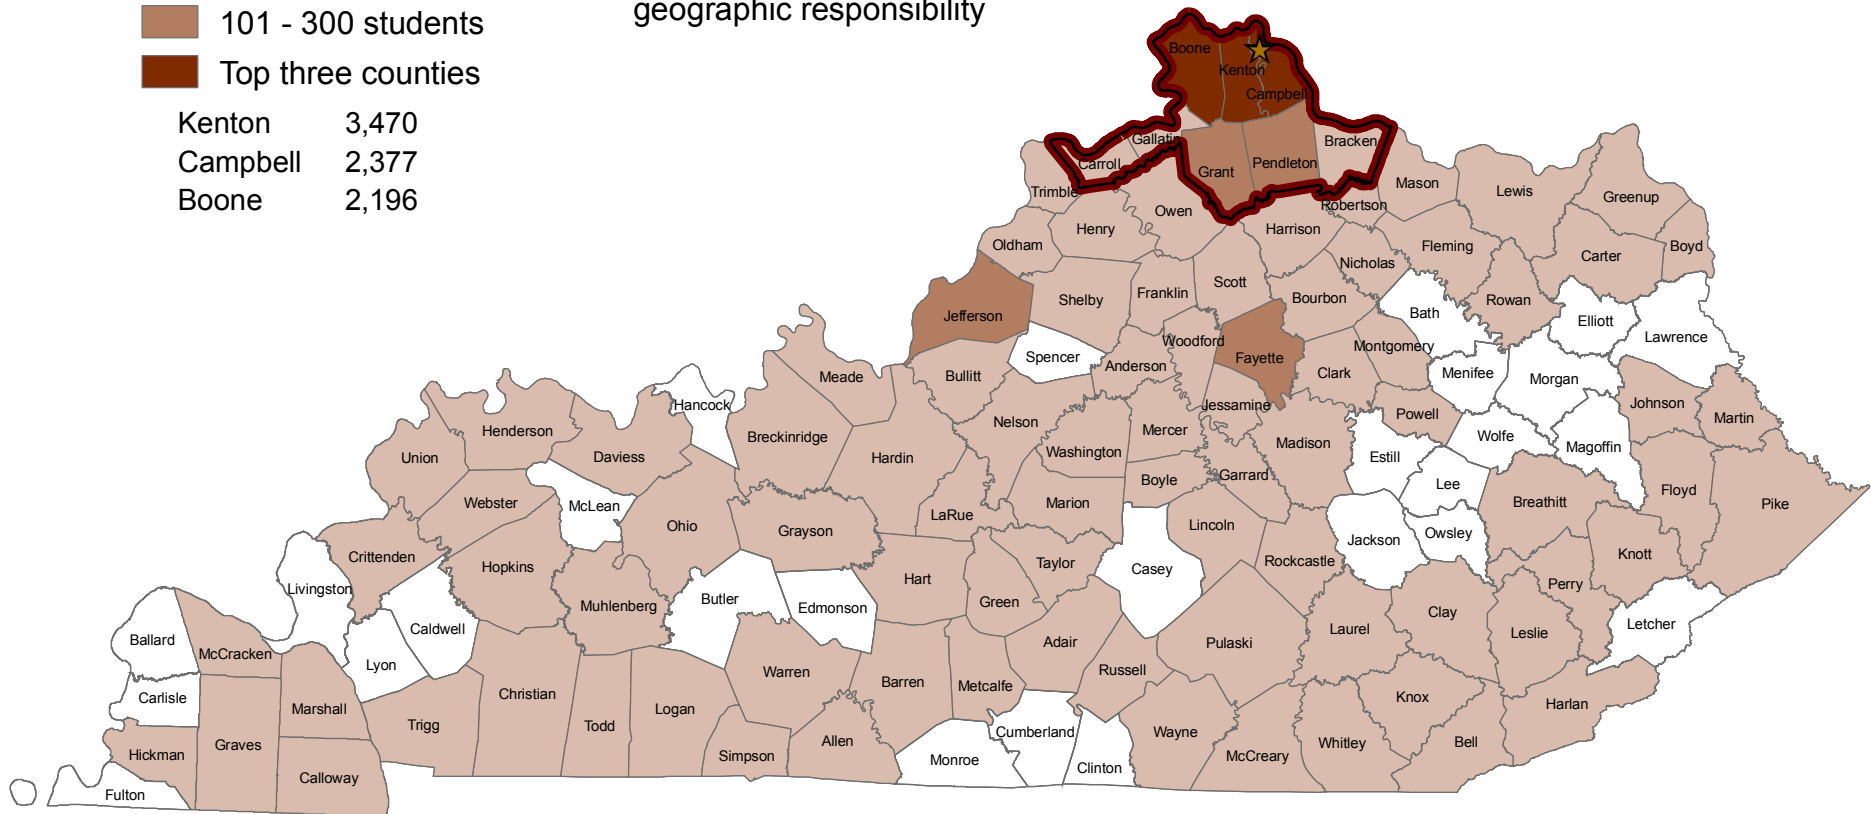 geographic responsibility
101 - 300 students
Top three counties
Kenton 3,470
Campbell 2,377
Boone 2,196
Boone
Kenton
Campbell
Gallatin
Bracken
Carroll
Grant
Pendleton
Mason
Lewis
Greenup
Trimble
Owen
Robertson
Henry
Harrison
Fleming
Boyd
Oldham
Carter
Nicholas
Scott
Franklin
Shelby
Bourbon
Rowan
Bath
Elliott
Jefferson
Lawrence
Woodford
Montgomery
Spencer
Fayette
Anderson
Clark
Menifee
Morgan
Meade
Bullitt
Hancock
Jessamine
Johnson
Martin
Powell
Nelson
Henderson
Breckinridge
Mercer
Madison
Wolfe
Magoffin
Union
Daviess
Hardin
Washington
Estill
Garrard
Boyle
Lee
Floyd
Webster
McLean
Marion
Breathitt
Pike
LaRue
Ohio
Grayson
Lincoln
Jackson
Owsley
Crittenden
Knott
Hopkins
Taylor
Rockcastle
Casey
Hart
Perry
Livingston
Green
Butler
Muhlenberg
Edmonson
Clay
Letcher
Caldwell
Laurel
Leslie
Ballard
Adair
Pulaski
McCracken
Lyon
Russell
Warren
Barren
Metcalfe
Christian
Carlisle
Knox
Harlan
Marshall
Logan
Trigg
Todd
Cumberland
Wayne
Allen
Graves
Whitley
Bell
Hickman
Simpson
McCreary
Monroe
Clinton
Calloway
Fulton